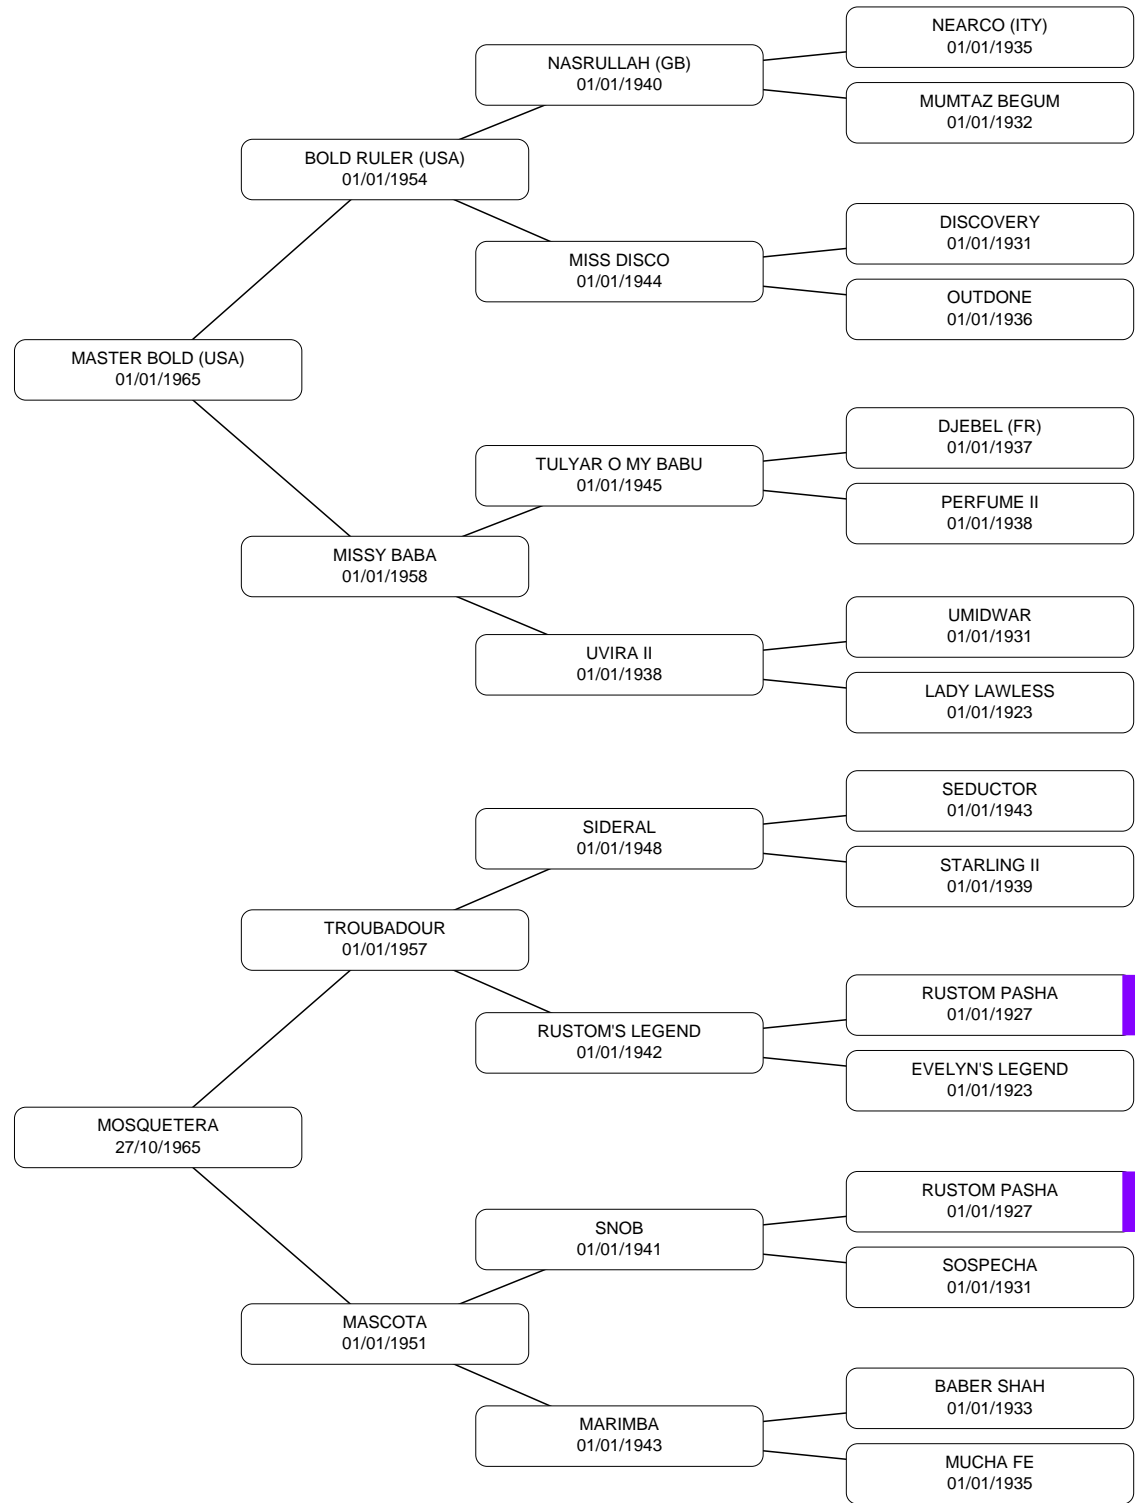 NEARCO (ITY)
01/01/1935
NASRULLAH (GB)
01/01/1940
MUMTAZ BEGUM
01/01/1932
BOLD RULER (USA)
01/01/1954
DISCOVERY
01/01/1931
MISS DISCO
01/01/1944
OUTDONE
01/01/1936
MASTER BOLD (USA)
01/01/1965
DJEBEL (FR)
01/01/1937
TULYAR O MY BABU
01/01/1945
PERFUME II
01/01/1938
MISSY BABA
01/01/1958
UMIDWAR
01/01/1931
UVIRA II
01/01/1938
LADY LAWLESS
01/01/1923
SEDUCTOR
01/01/1943
SIDERAL
01/01/1948
STARLING II
01/01/1939
TROUBADOUR
01/01/1957
RUSTOM PASHA
01/01/1927
RUSTOM'S LEGEND
01/01/1942
EVELYN'S LEGEND
01/01/1923
MOSQUETERA
27/10/1965
RUSTOM PASHA
01/01/1927
SNOB
01/01/1941
SOSPECHA
01/01/1931
MASCOTA
01/01/1951
BABER SHAH
01/01/1933
MARIMBA
01/01/1943
MUCHA FE
01/01/1935